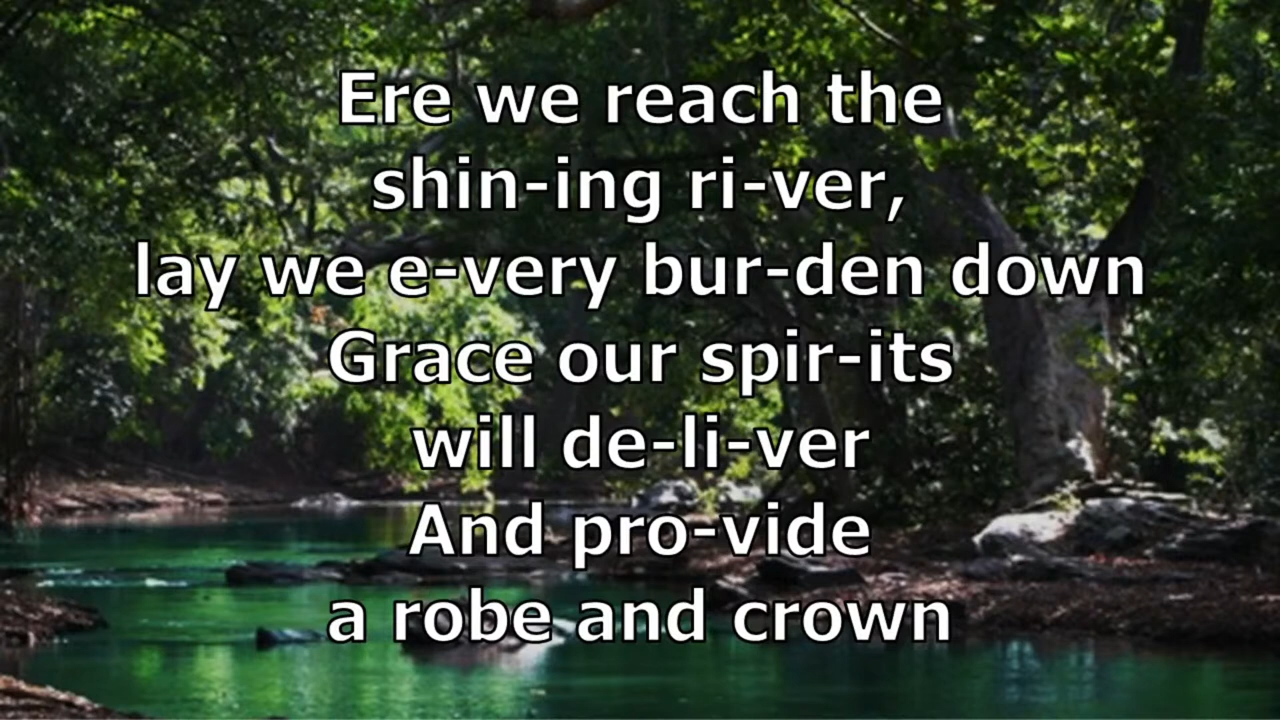 Ere we reach the
shin-ing ri-ver,
lay we e-very bur-den down
Grace our spir-its
will de-li-ver
And pro-vide
a robe and crown